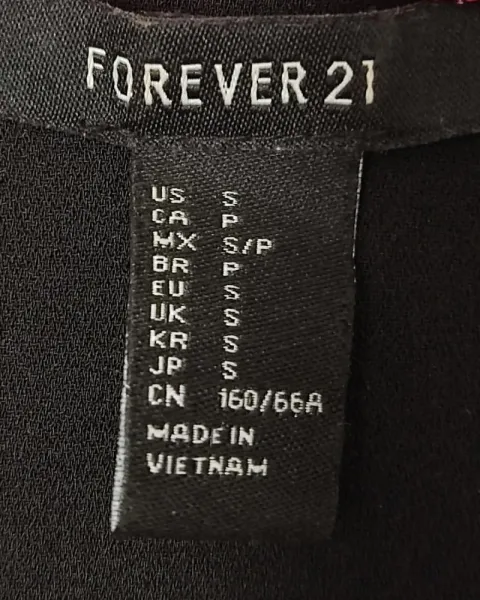 FOREVER 21
US S
CA P
MX S/P
BR P
EU S
UK S
KR S
JP S
CN 160/66A
MADE IN
VIETNAM